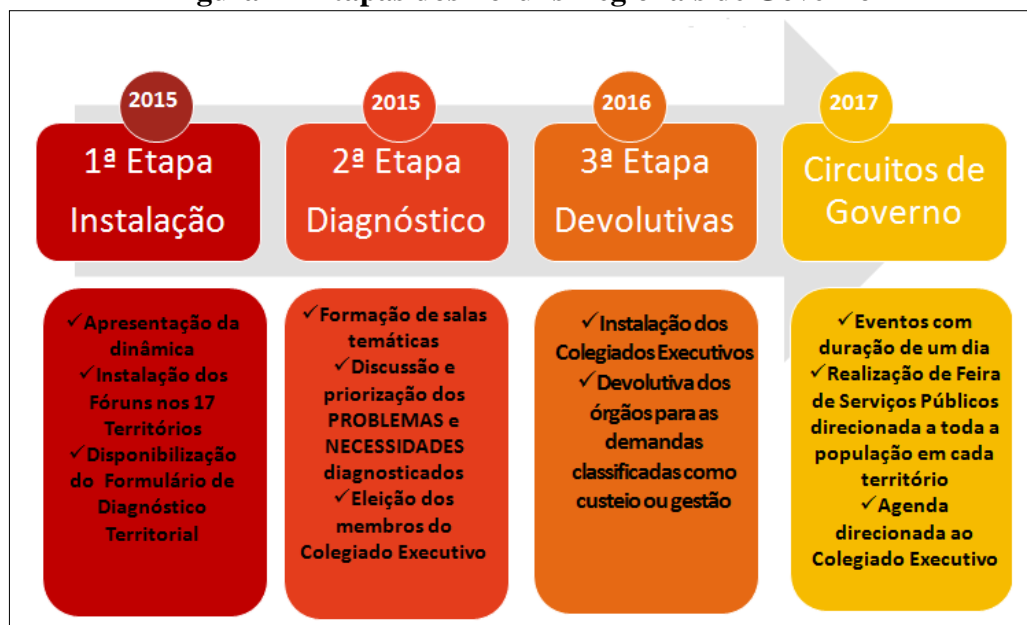 2015
1ª Etapa
Instalação
✓Apresentação da
dinâmica
✓Instalação dos
Fóruns nos 17
Territórios
✓Disponibilização
do Formulário de
Diagnóstico
Territorial
2015
2ª Etapa
Diagnóstico
✓Formação de salas
temáticas
✓Discussão e
priorização dos
PROBLEMAS e
NECESSIDADES
diagnosticados
✓Eleição dos
membros do
Colegiado Executivo
2016
3ª Etapa
Devolutivas
✓Instalação dos
Colegiados Executivos
✓Devolutiva dos
órgãos para as
demandas
classificadas como
custeio ou gestão
2017
Circuitos de
Governo
✓Eventos com
duração de um dia
✓Realização de Feira
de Serviços Públicos
direcionada a toda a
população em cada
território
✓Agenda
direcionada ao
Colegiado Executivo